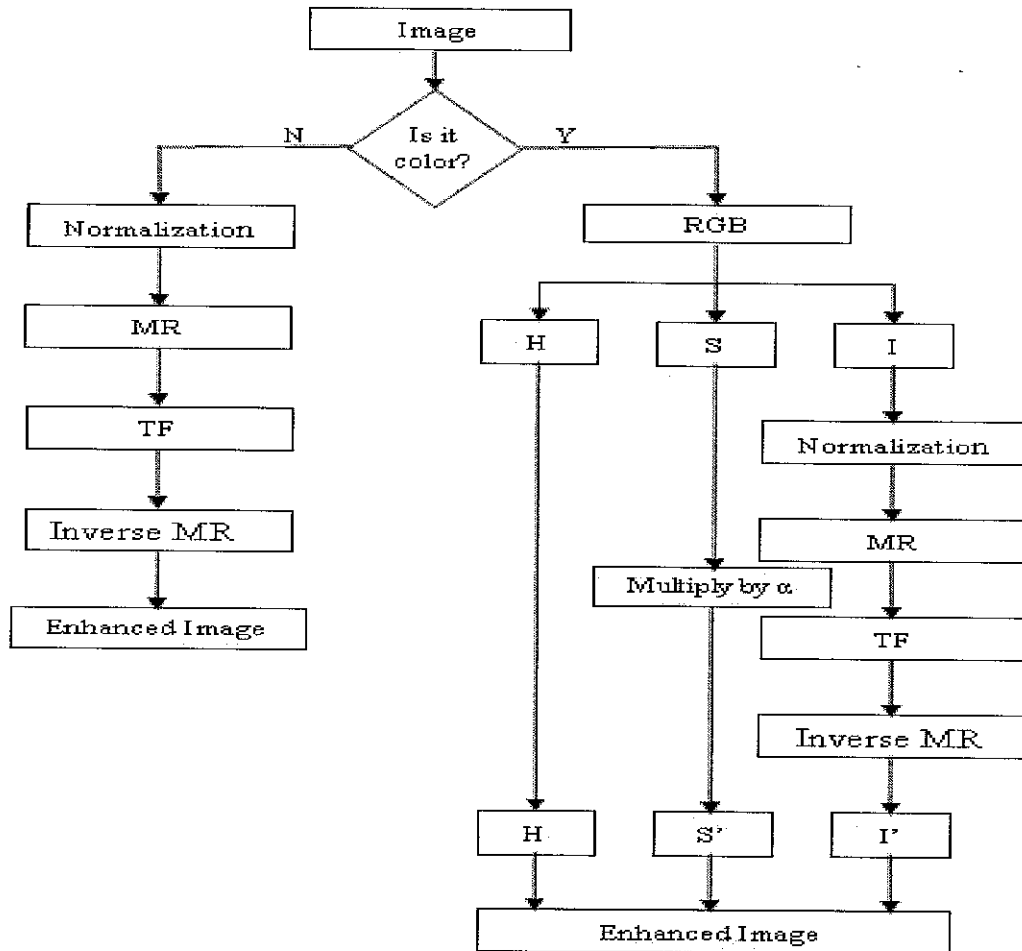 Image
Is it
color?
N
Y
Normalization
MR
TF
Inverse MR
Enhanced Image
RGB
H
S
I
Normalization
MR
Multiply by α
TF
Inverse MR
H
S'
I'
Enhanced Image